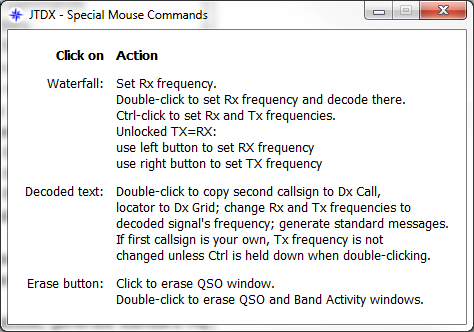 JTDX - Special Mouse Commands
Click on Action
Waterfall: Set Rx frequency.
Double-click to set Rx frequency and decode there.
Ctrl-click to set Rx and Tx frequencies.
Unlocked TX=RX:
use left button to set RX frequency
use right button to set TX frequency
Decoded text: Double-click to copy second callsign to Dx Call,
locator to Dx Grid; change Rx and Tx frequencies to
decoded signal's frequency; generate standard messages.
If first callsign is your own, Tx frequency is not
changed unless Ctrl is held down when double-clicking.
Erase button: Click to erase QSO window.
Double-click to erase QSO and Band Activity windows.